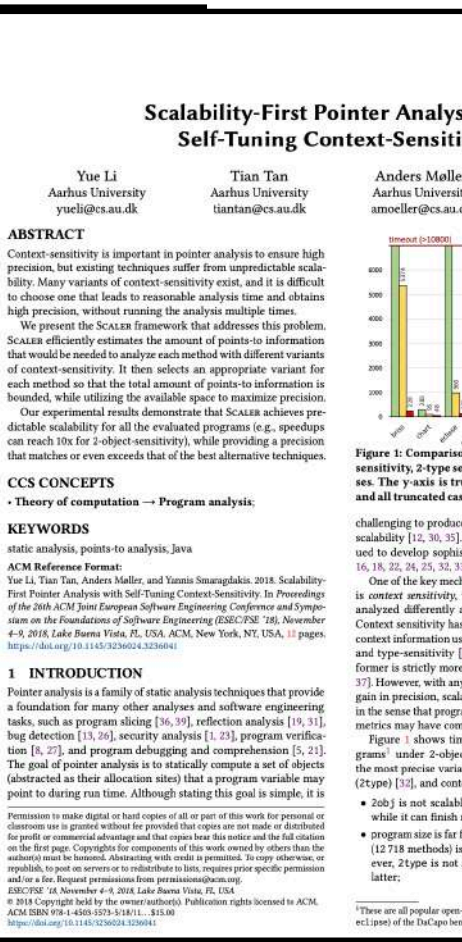 Scalability-First Pointer Analys
Self-Tuning Context-Sensiti
Yue Li
Aarhus University
yueli@cs.au.dk
Tian Tan
Aarhus University
tiantan@cs.au.dk
Anders Mølle
Aarhus Universit
amoeller@cs.au.d
ABSTRACT
Context-sensitivity is important in pointer analysis to ensure high
precision, but existing techniques suffer from unpredictable scala-
bility. Many variants of context-sensitivity exist, and it is difficult
to choose one that leads to reasonable analysis time and obtains
high precision, without running the analysis multiple times.
We present the SCALER framework that addresses this problem.
SCALER efficiently estimates the amount of points-to information
that would be needed to analyze each method with different variants
of context-sensitivity. It then selects an appropriate variant for
each method so that the total amount of points-to information is
bounded, while utilizing the available space to maximize precision.
Our experimental results demonstrate that SCALER achieves pre-
dictable scalability for all the evaluated programs (e.g., speedups
can reach 10x for 2-object-sensitivity), while providing a precision
that matches or even exceeds that of the best alternative techniques.
CCS CONCEPTS
• Theory of computation → Program analysis;
KEYWORDS
static analysis, points-to analysis, Java
ACM Reference Format:
Yue Li, Tian Tan, Anders Møller, and Yannis Smaragdakis. 2018. Scalability-
First Pointer Analysis with Self-Tuning Context-Sensitivity. In Proceedings
of the 26th ACM Joint European Software Engineering Conference and Sympo-
sium on the Foundations of Software Engineering (ESEC/FSE '18), November
4–9, 2018, Lake Buena Vista, FL, USA. ACM, New York, NY, USA, 12 pages.
https://doi.org/10.1145/3236024.3236041
1 INTRODUCTION
Pointer analysis is a family of static analysis techniques that provide
a foundation for many other analyses and software engineering
tasks, such as program slicing [36, 39], reflection analysis [19, 31],
bug detection [13, 26], security analysis [1, 23], program verifica-
tion [8, 27], and program debugging and comprehension [5, 21].
The goal of pointer analysis is to statically compute a set of objects
(abstracted as their allocation sites) that a program variable may
point to during run time. Although stating this goal is simple, it is
Permission to make digital or hard copies of all or part of this work for personal or
classroom use is granted without fee provided that copies are not made or distributed
for profit or commercial advantage and that copies bear this notice and the full citation
on the first page. Copyrights for components of this work owned by others than the
author(s) must be honored. Abstracting with credit is permitted. To copy otherwise, or
republish, to post on servers or to redistribute to lists, requires prior specific permission
and/or a fee. Request permissions from permissions@acm.org.
ESEC/FSE '18, November 4–9, 2018, Lake Buena Vista, FL, USA
© 2018 Copyright held by the owner/author(s). Publication rights licensed to ACM.
ACM ISBN 978-1-4503-5573-5/18/11...$15.00
https://doi.org/10.1145/3236024.3236041
timeout (>10800)
6000
5000
4000
3000
2000
1000
0
briss
chart
eclipse
Figure 1: Compariso
sensitivity, 2-type se
ses. The y-axis is tru
and all truncated cas
challenging to produc
scalability [12, 30, 35].
ued to develop sophis
16, 18, 22, 24, 25, 32, 3
One of the key mech
is context sensitivity,
analyzed differently a
Context sensitivity has
context information us
and type-sensitivity [
former is strictly more
37]. However, with any
gain in precision, scala
in the sense that progra
metrics may have com
Figure 1 shows tim
grams1 under 2-objec
the most precise varia
(2type) [32], and cont
• 2obj is not scalabl
while it can finish
• program size is far f
(12 718 methods) is
ever, 2type is not
latter;
1These are all popular open-
eclipse) of the DaCapo ben